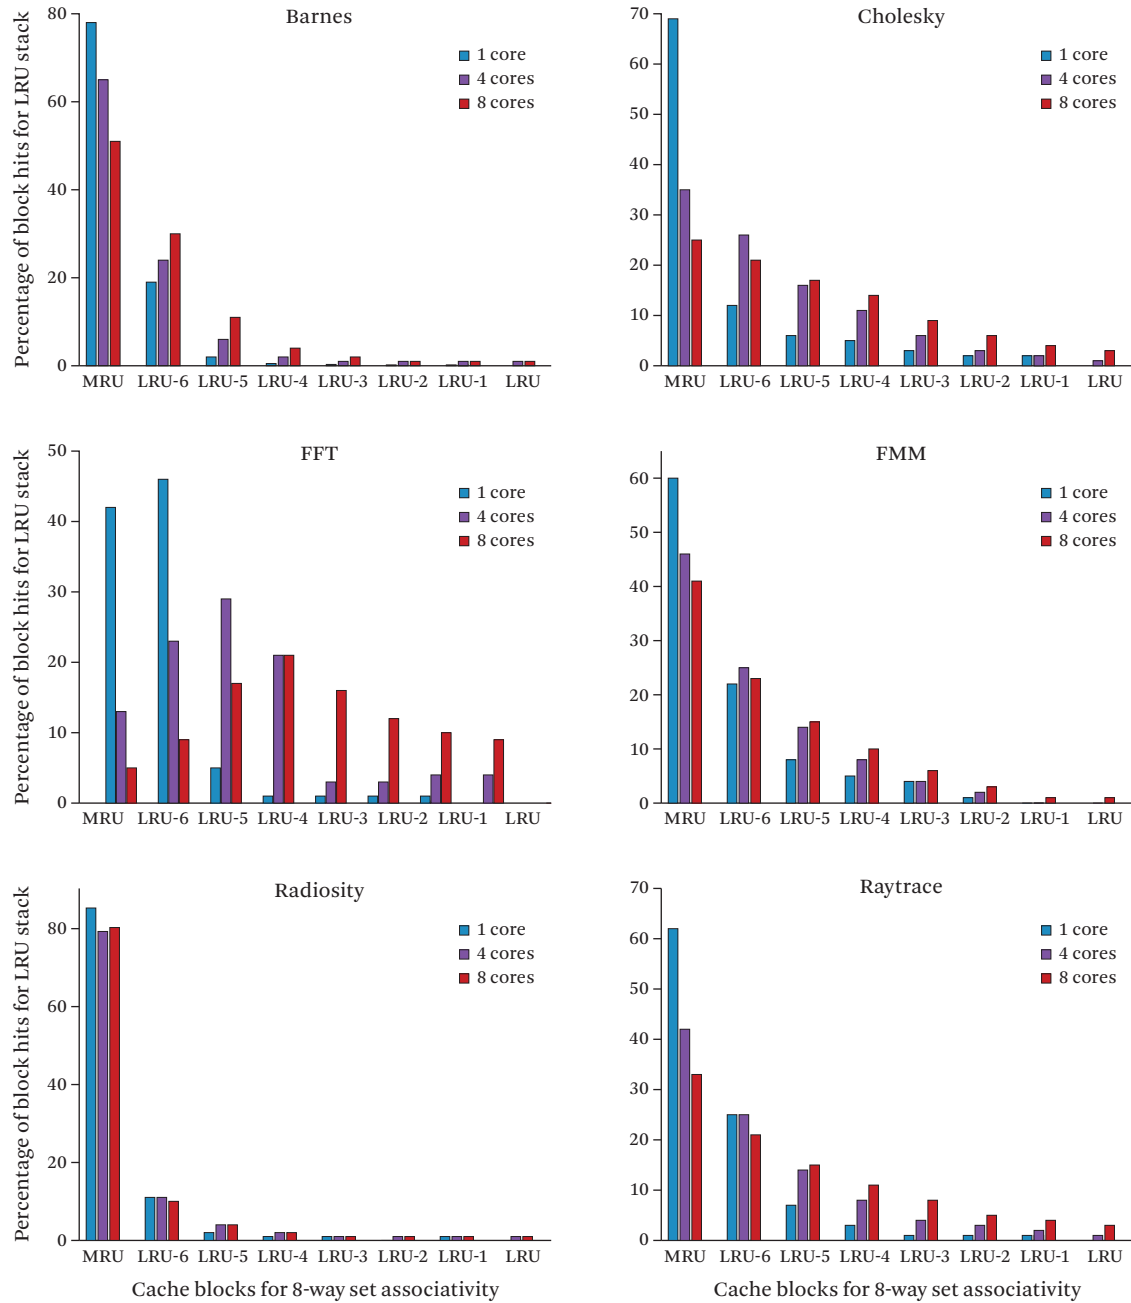 Barnes
Percentage of block hits for LRU stack
80
60
40
20
0
1 core
4 cores
8 cores
MRU LRU-6 LRU-5 LRU-4 LRU-3 LRU-2 LRU-1 LRU
Cholesky
70
60
50
40
30
20
10
0
1 core
4 cores
8 cores
MRU LRU-6 LRU-5 LRU-4 LRU-3 LRU-2 LRU-1 LRU
FFT
Percentage of block hits for LRU stack
50
40
30
20
10
0
1 core
4 cores
8 cores
MRU LRU-6 LRU-5 LRU-4 LRU-3 LRU-2 LRU-1 LRU
FMM
60
50
40
30
20
10
0
1 core
4 cores
8 cores
MRU LRU-6 LRU-5 LRU-4 LRU-3 LRU-2 LRU-1 LRU
Radiosity
Percentage of block hits for LRU stack
80
60
40
20
0
1 core
4 cores
8 cores
MRU LRU-6 LRU-5 LRU-4 LRU-3 LRU-2 LRU-1 LRU
Cache blocks for 8-way set associativity
Raytrace
70
60
50
40
30
20
10
0
1 core
4 cores
8 cores
MRU LRU-6 LRU-5 LRU-4 LRU-3 LRU-2 LRU-1 LRU
Cache blocks for 8-way set associativity